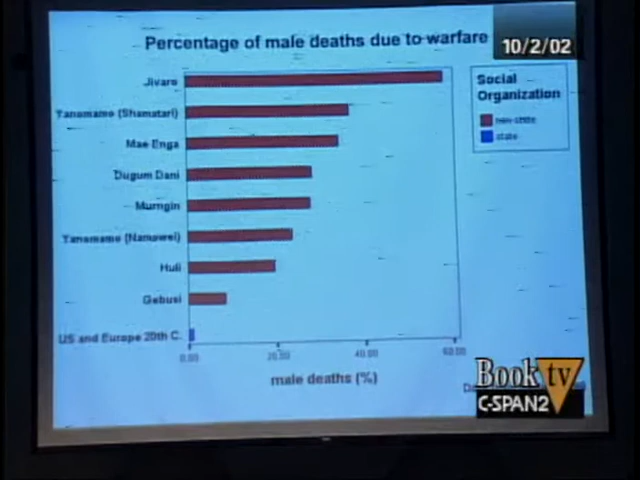 Percentage of male deaths due to warfare
10/2/02
Social
Organization
non-state
state
Jivaro
Yanomamo (Shamatari)
Mae Enga
Dugum Dani
Murngin
Yanomamo (Namowei)
Huli
Gebusi
US and Europe 20th C.
0.00
20.00
40.00
60.00
male deaths (%)
Book tv
C-SPAN2